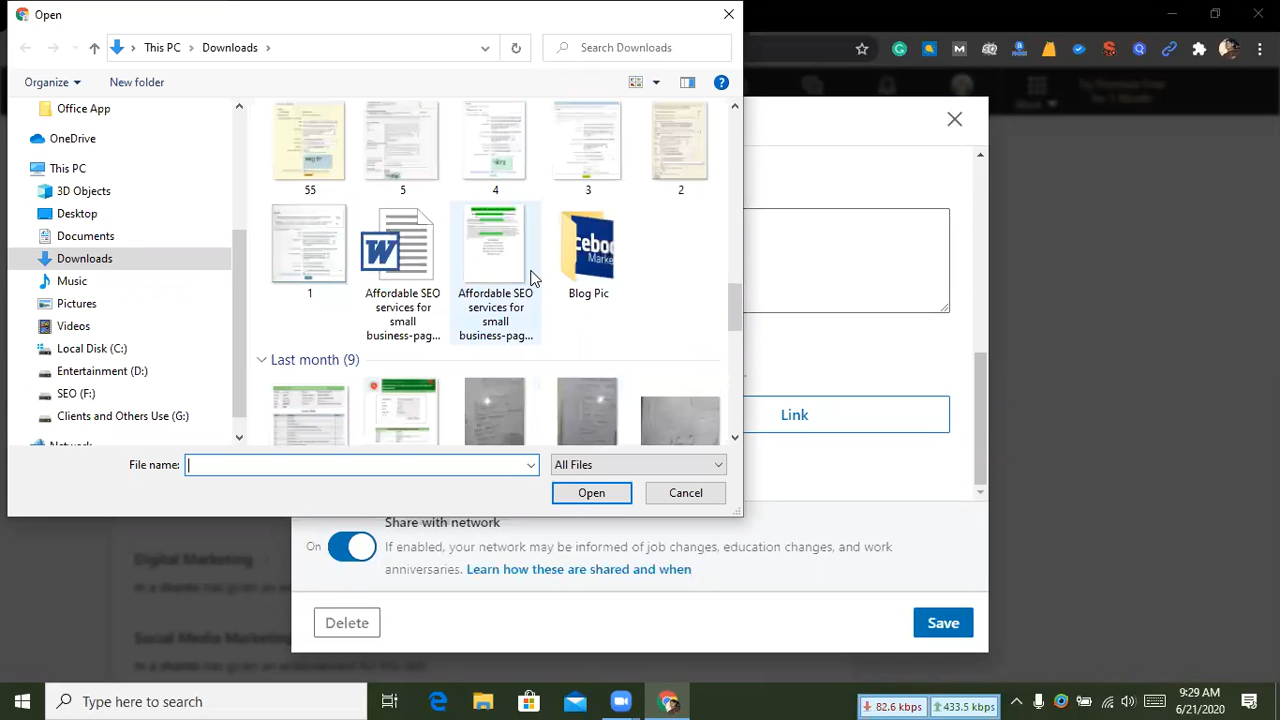 Open
This PC
Downloads
Search Downloads
Organize
New folder
Office App
OneDrive
This PC
3D Objects
Desktop
Documents
Downloads
Music
Pictures
Videos
Local Disk (C:)
Entertainment (D:)
SEO (F:)
Clients and Others Use (G:)
55
5
4
3
2
1
Affordable SEO
services for
small
business-pag...
Affordable SEO
services for
small
business-pag...
Blog Pic
Last month (9)
File name:
All Files
Open
Cancel
Link
Share with network
On
If enabled, your network may be informed of job changes, education changes, and work
anniversaries. Learn how these are shared and when
Delete
Save
Digital Marketing
Social Media Marketing
Type here to search
82.6 kbps
433.5 kbps
9:29 AM
6/21/2020